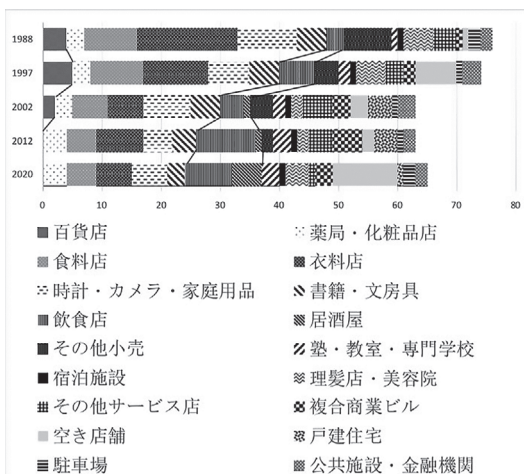 1988
1997
2002
2012
2020
0 10 20 30 40 50 60 70 80
百貨店 薬局・化粧品店
食料店 衣料店
時計・カメラ・家庭用品 書籍・文房具
飲食店 居酒屋
その他小売 塾・教室・専門学校
宿泊施設 理髪店・美容院
その他サービス店 複合商業ビル
空き店舗 戸建住宅
駐車場 公共施設・金融機関